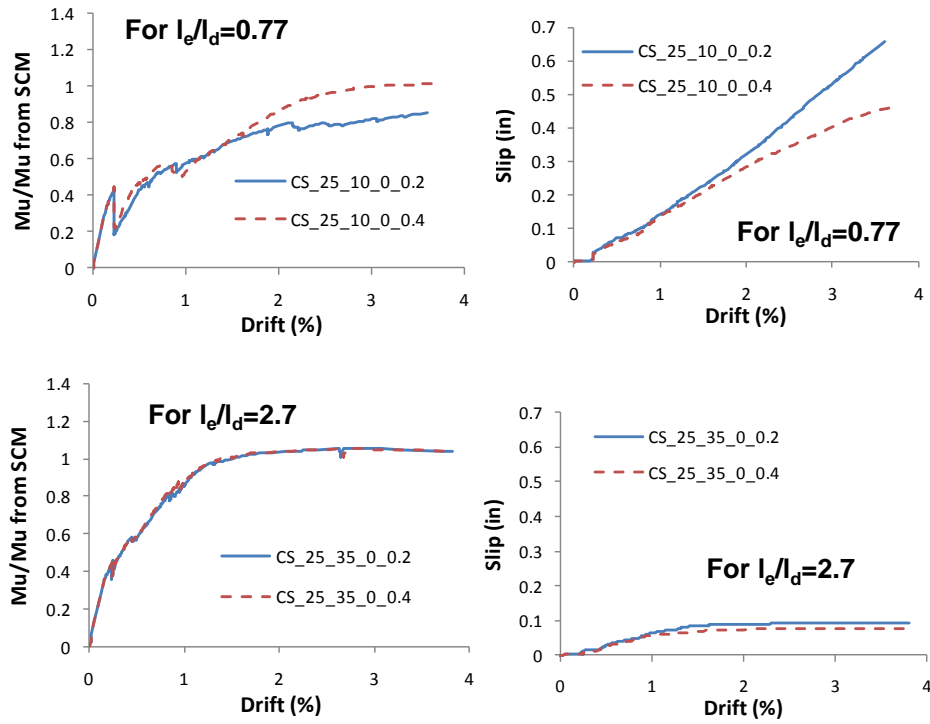 For le/ld=0.77
Mu/Mu from SCM
1.4
1.2
1
0.8
0.6
0.4
0.2
0
CS_25_10_0_0.2
CS_25_10_0_0.4
0 1 2 3 4
Drift (%)
Slip (in)
0.7
0.6
0.5
0.4
0.3
0.2
0.1
0
CS_25_10_0_0.2
CS_25_10_0_0.4
For le/ld=0.77
0 1 2 3 4
Drift (%)
For le/ld=2.7
Mu/Mu from SCM
1.4
1.2
1
0.8
0.6
0.4
0.2
0
CS_25_35_0_0.2
CS_25_35_0_0.4
0 1 2 3 4
Drift (%)
Slip (in)
0.7
0.6
0.5
0.4
0.3
0.2
0.1
0
CS_25_35_0_0.2
CS_25_35_0_0.4
For le/ld=2.7
0 1 2 3 4
Drift (%)